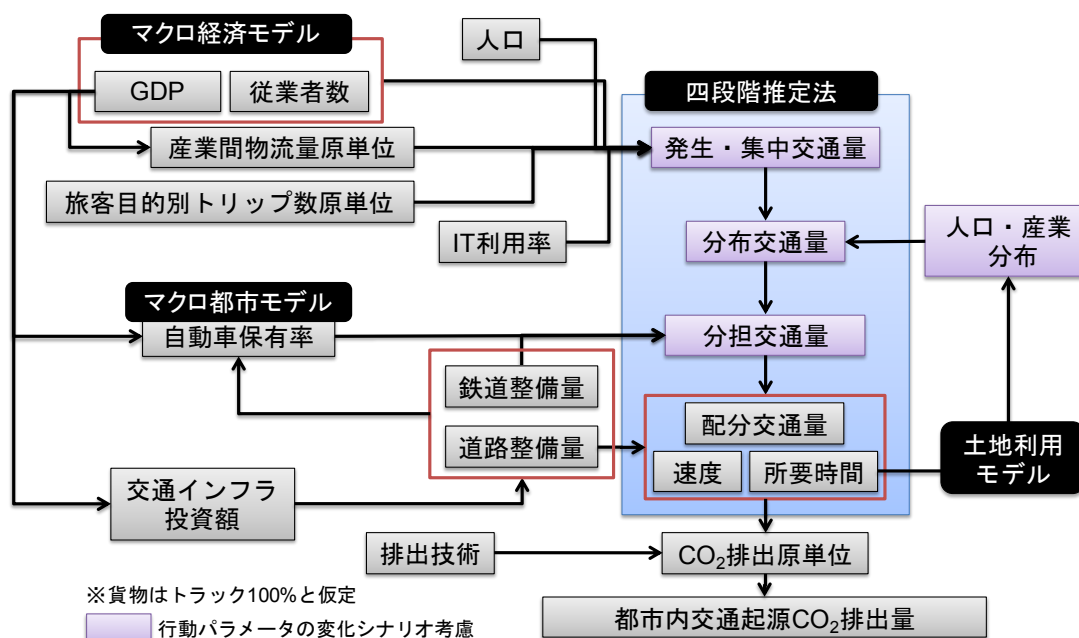 マクロ経済モデル
人口
GDP
従業者数
四段階推定法
産業間物流量原単位
発生・集中交通量
旅客目的別トリップ数原単位
IT利用率
分布交通量
人口・産業
分布
マクロ都市モデル
自動車保有率
分担交通量
鉄道整備量
配分交通量
道路整備量
速度
所要時間
土地利用
モデル
交通インフラ
投資額
排出技術
CO₂排出原単位
※貨物はトラック100%と仮定
都市内交通起源CO₂排出量
行動パラメータの変化シナリオ考慮